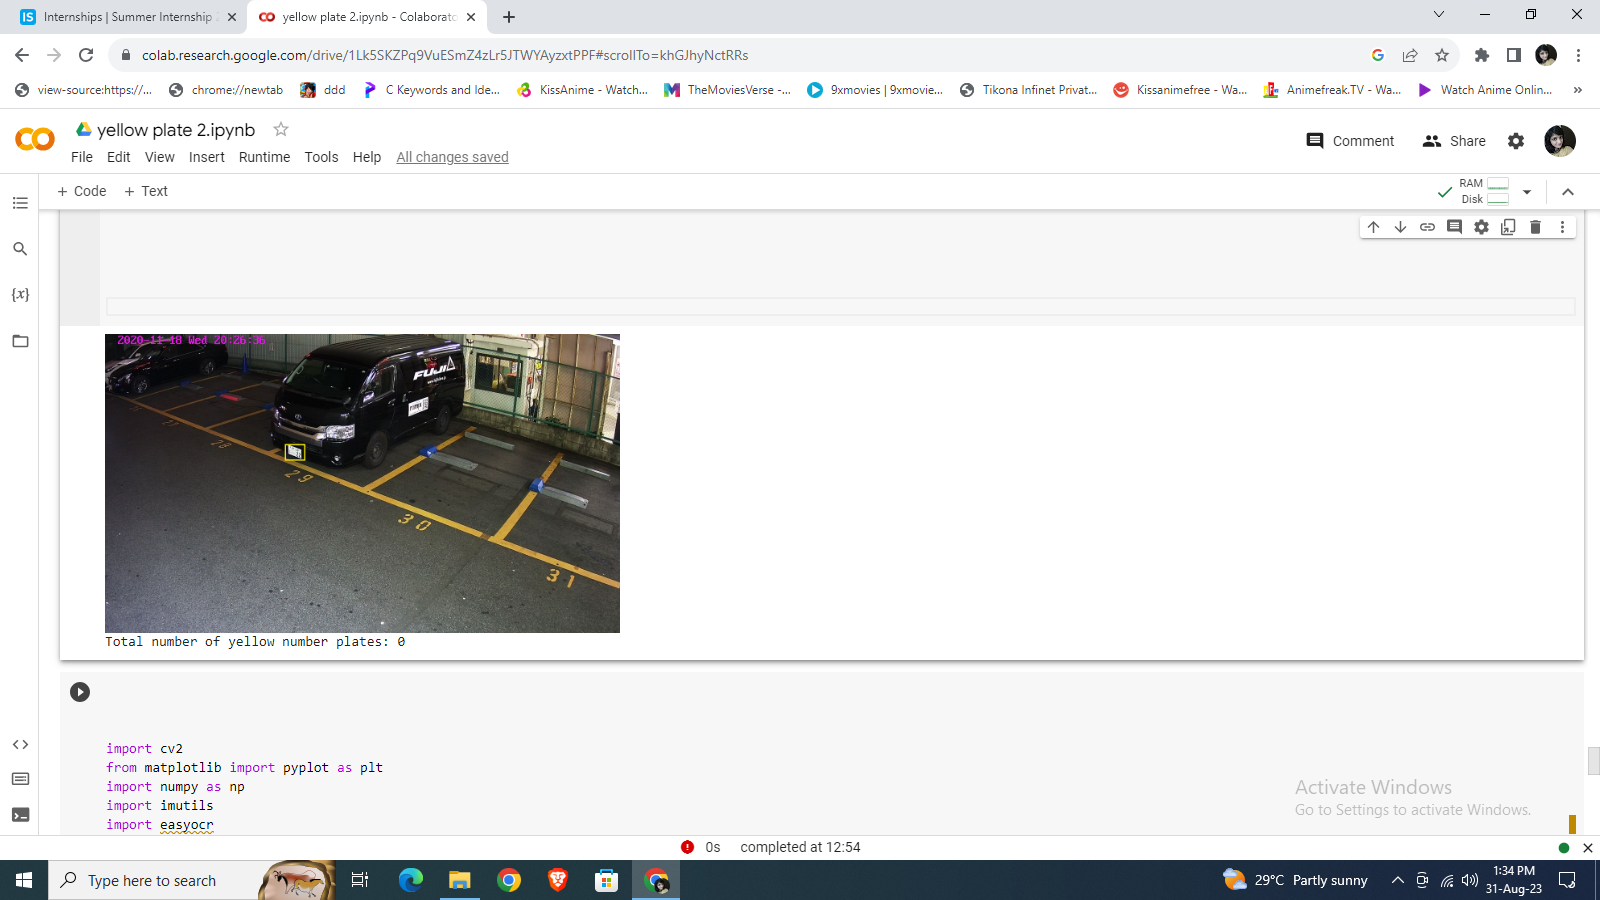 Internships | Summer Internship
yellow plate 2.ipynb - Colaborato
colab.research.google.com/drive/1Lk5SKZPq9VuESmZ4zLr5JTWYAyzxtPPF#scrollTo=khGJhyNctRRs
view-source:https://...
chrome://newtab
ddd
C Keywords and Ide...
KissAnime - Watch...
TheMoviesVerse -...
9xmovies | 9xmovie...
Tikona Infinet Privat...
Kissanimefree - Wa...
Animefreak.TV - Wa...
Watch Anime Onlin...
»
CO yellow plate 2.ipynb
Comment
Share
File Edit View Insert Runtime Tools Help All changes saved
+ Code + Text
RAM
Disk
{x}
2020-11-18 Wed 20:26:36
FUJI
28
29
30
31
Total number of yellow number plates: 0
import cv2
from matplotlib import pyplot as plt
import numpy as np
import imutils
import easyocr
Activate Windows
Go to Settings to activate Windows.
0s completed at 12:54
Type here to search
29°C Partly sunny
1:34 PM
31-Aug-23